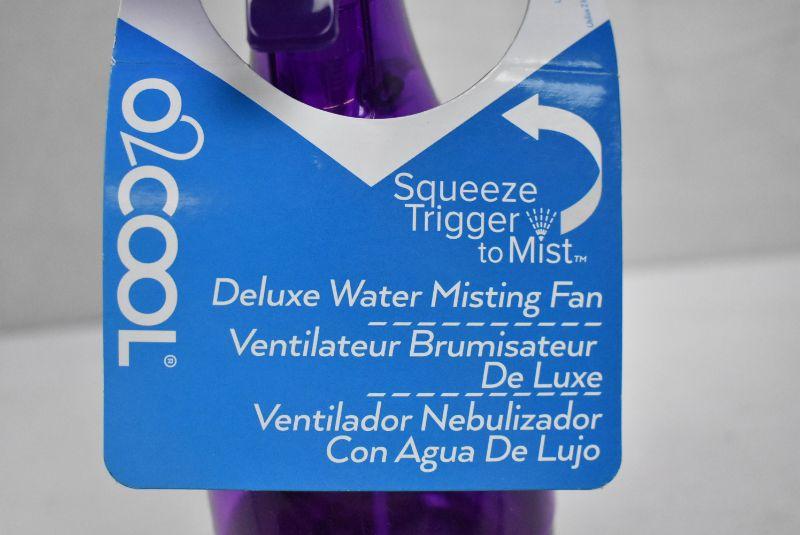 O2COOL®
Squeeze
Trigger
to Mist™
Deluxe Water Misting Fan
Ventilateur Brumisateur
De Luxe
Ventilador Nebulizador
Con Agua De Lujo